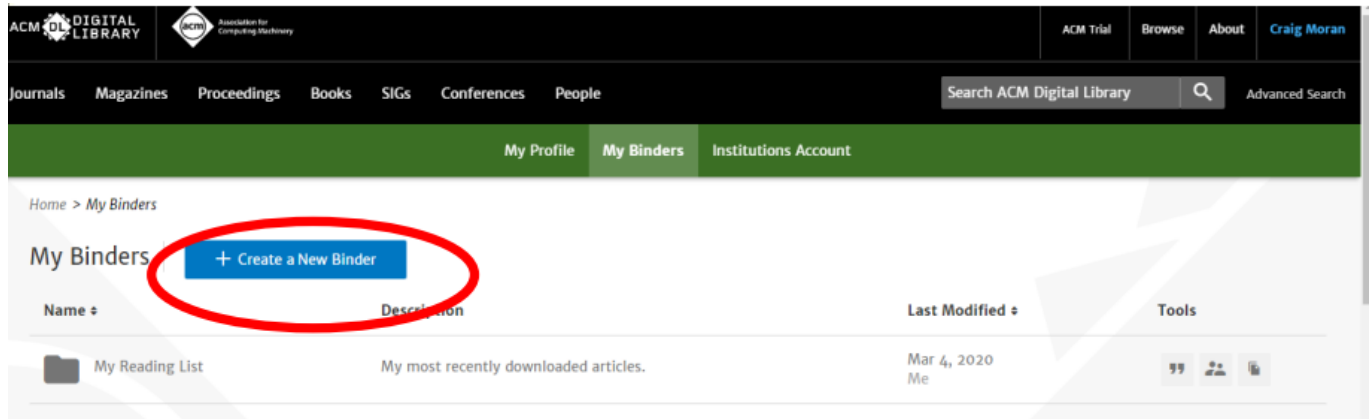 ACM DL DIGITAL LIBRARY
acm Association for Computing Machinery
ACM Trial Browse About Craig Moran
Journals Magazines Proceedings Books SIGs Conferences People
Search ACM Digital Library
Advanced Search
My Profile My Binders Institutions Account
Home > My Binders
My Binders
+ Create a New Binder
Name Description Last Modified Tools
My Reading List My most recently downloaded articles. Mar 4, 2020
Me